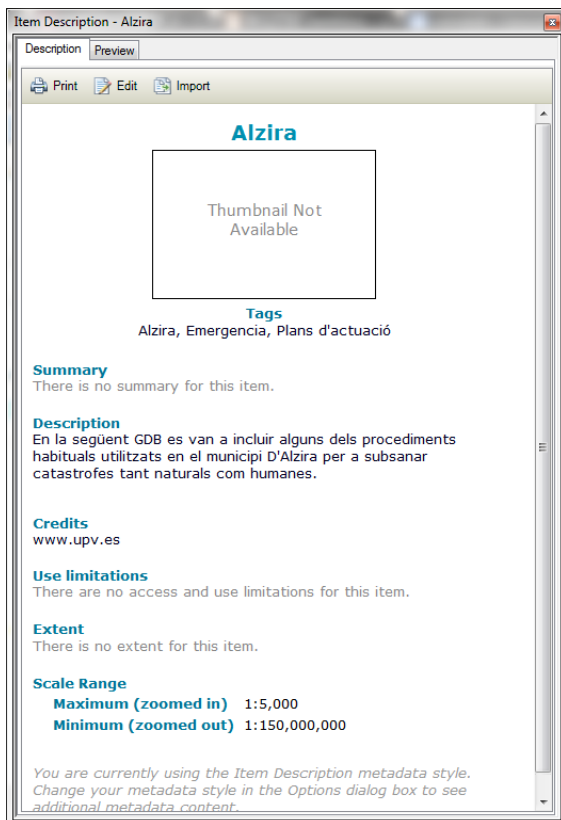 Item Description - Alzira
Description Preview
Print Edit Import
Alzira
Thumbnail Not
Available
Tags
Alzira, Emergencia, Plans d'actuació
Summary
There is no summary for this item.
Description
En la següent GDB es van a incluir alguns dels procediments
habituals utilitzats en el municipi D'Alzira per a subsanar
catastrofes tant naturals com humanes.
Credits
www.upv.es
Use limitations
There are no access and use limitations for this item.
Extent
There is no extent for this item.
Scale Range
Maximum (zoomed in) 1:5,000
Minimum (zoomed out) 1:150,000,000
You are currently using the Item Description metadata style.
Change your metadata style in the Options dialog box to see
additional metadata content.